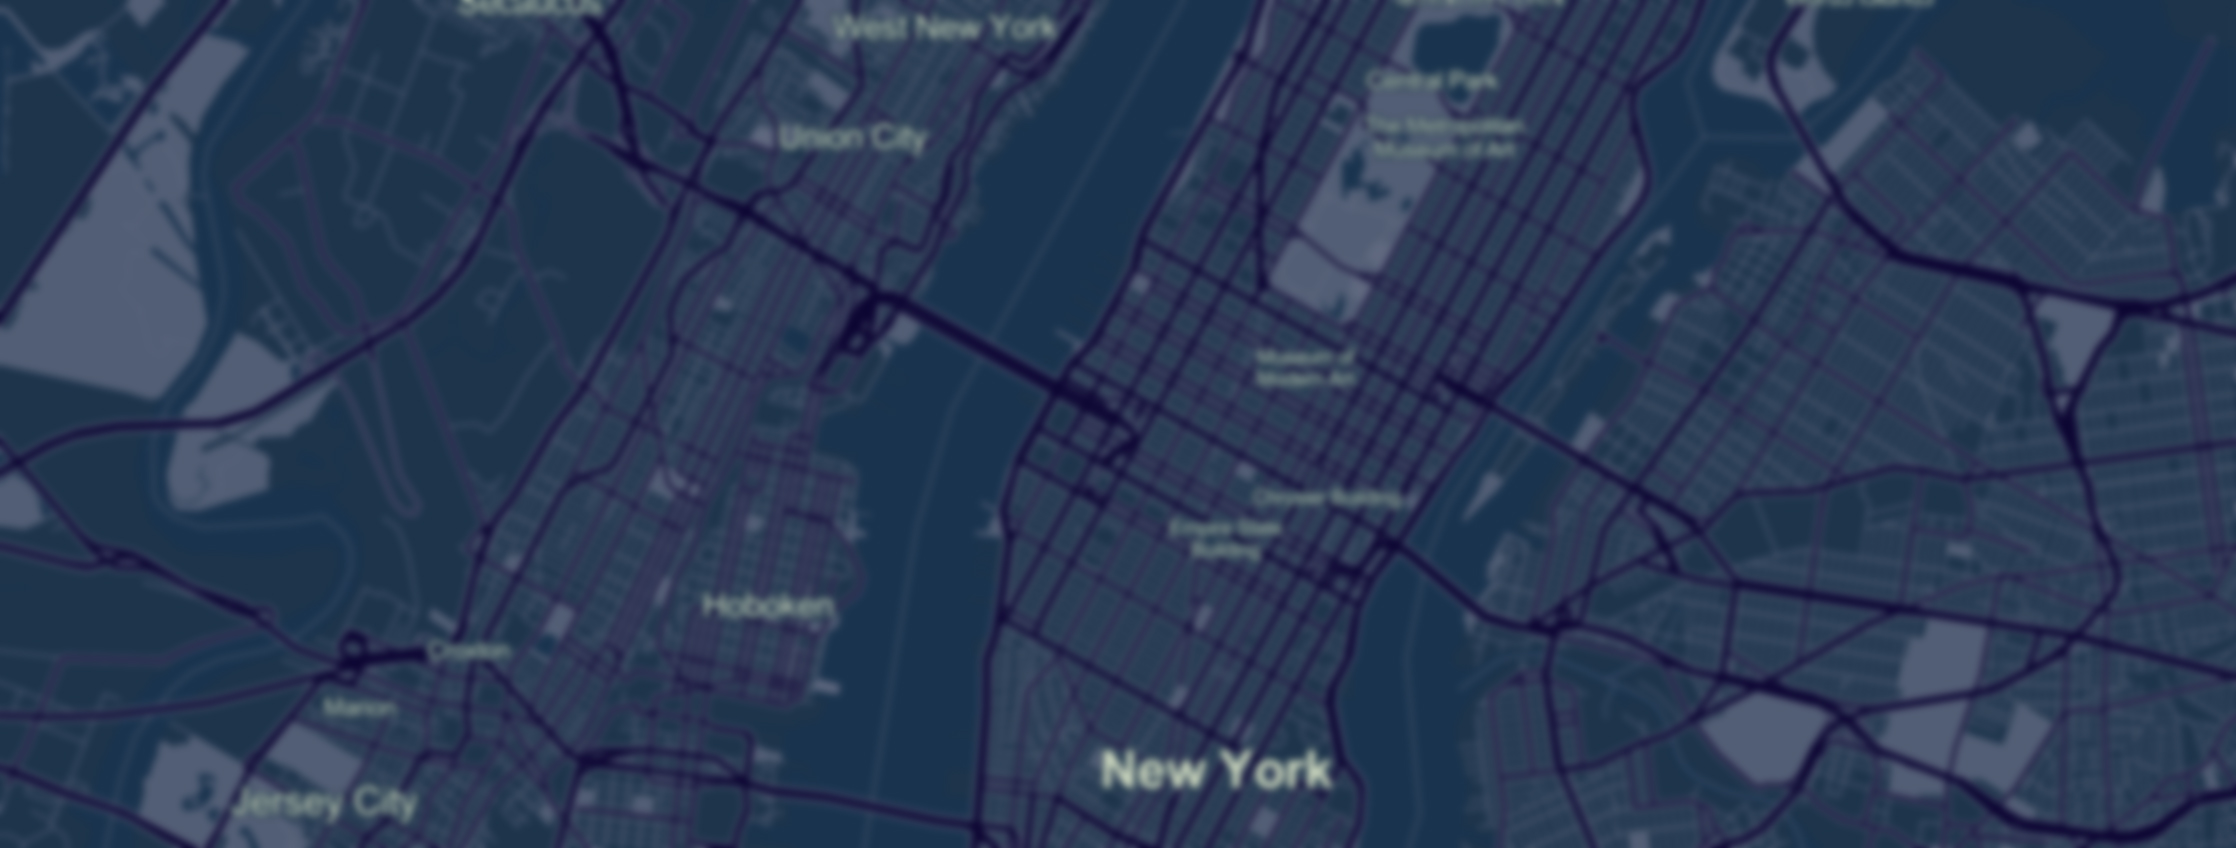 Secaucus
West New York
Central Park
The Metropolitan
Museum of Art
Union City
Museum of
Modern Art
Chrysler Building
Empire State
Building
Hoboken
Croxton
Marion
New York
Jersey City